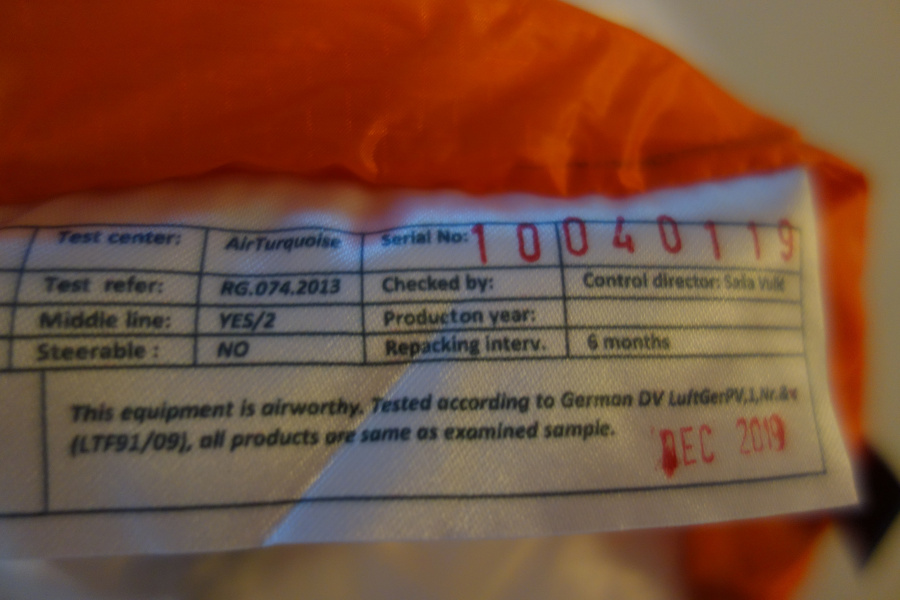 Test center: AirTurquoise Serial No: 10040119
Test refer: RG.074.2013 Checked by: Control director: Saša Vulić
Middle line: YES/2 Producton year:
Steerable : NO Repacking interv. 6 months
This equipment is airworthy. Tested according to German DV LuftGerPV,1,Nr.
(LTF91/09), all products are same as examined sample.
DEC 2019